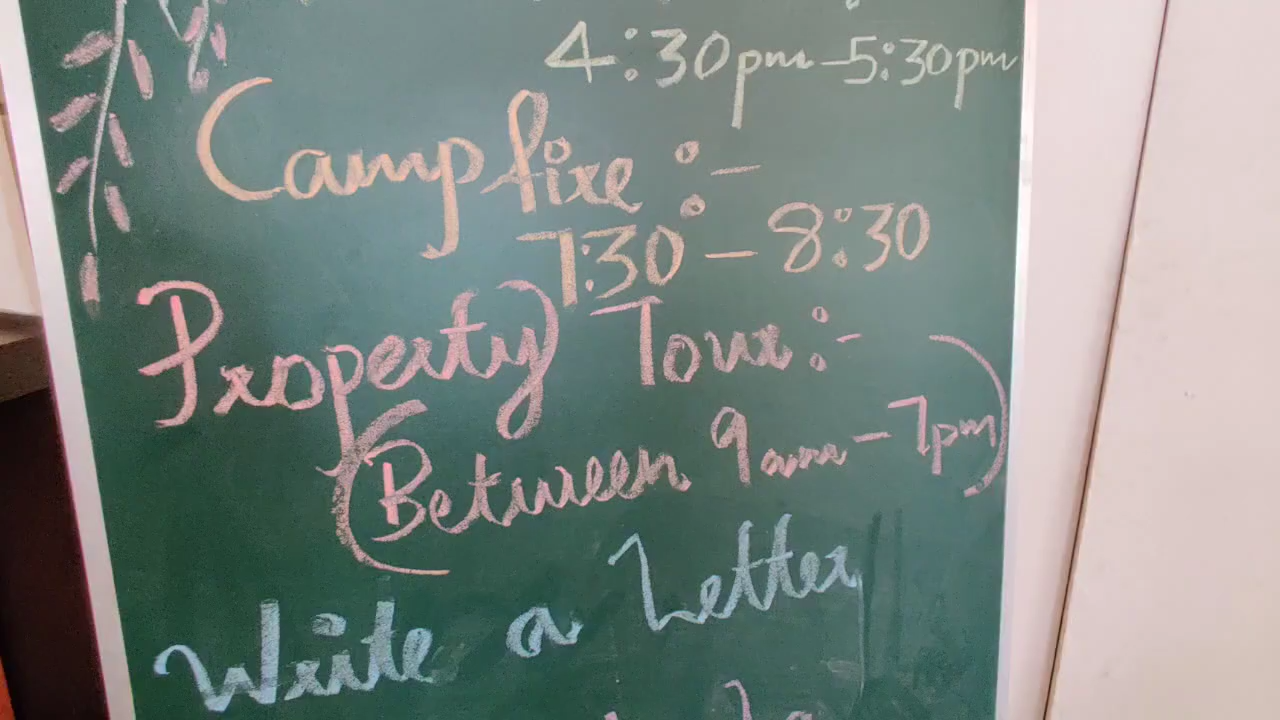 4:30pm - 5:30pm
Campfire :-
7:30 - 8:30
Property Tour :-
(Between 9am - 7pm)
Write a Letter